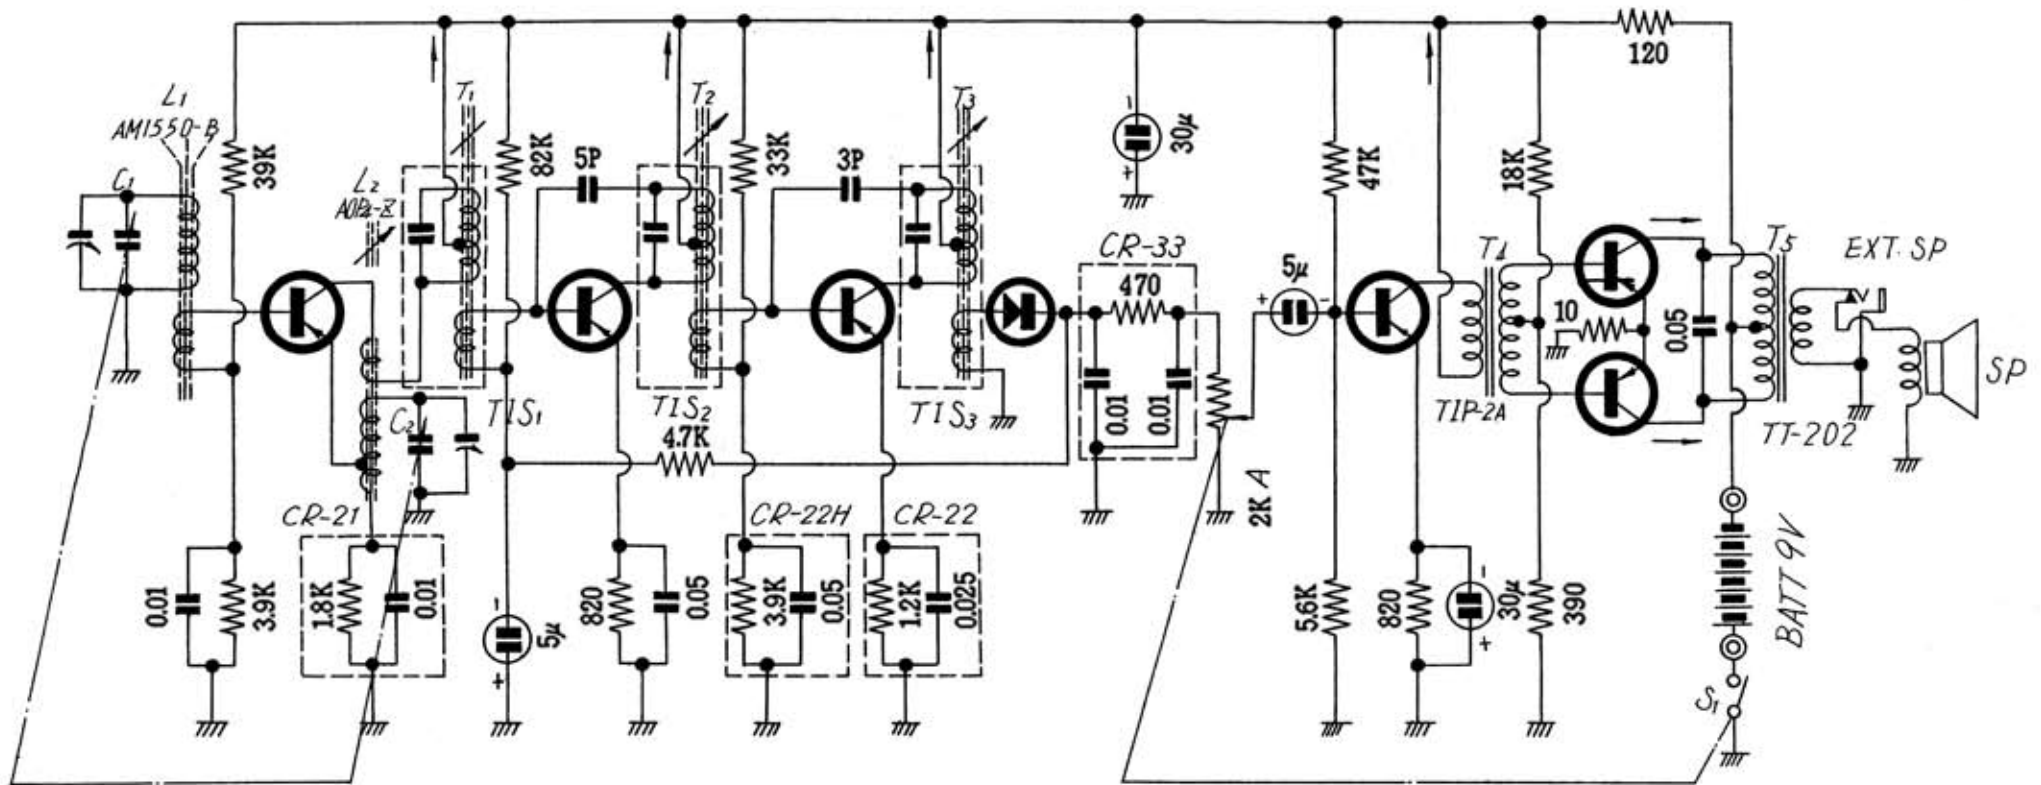 120
L1
AM1550-B
C1
39K
L2
T1
82K
5P
T2
33K
3P
T3
-
30μ
+
CR-33
470
0.01
0.01
5μ
+
-
47K
18K
T4
10
0.05
T5
EXT. SP
SP
TIS1
TIS2
TIS3
C2
4.7K
2K A
TIP-2A
TT-202
CR-21
CR-22H
CR-22
0.01
3.9K
1.8K
0.01
-
5μ
+
820
0.05
3.9K
0.05
1.2K
0.025
5.6K
820
-
30μ
+
390
BATT 9V
S1